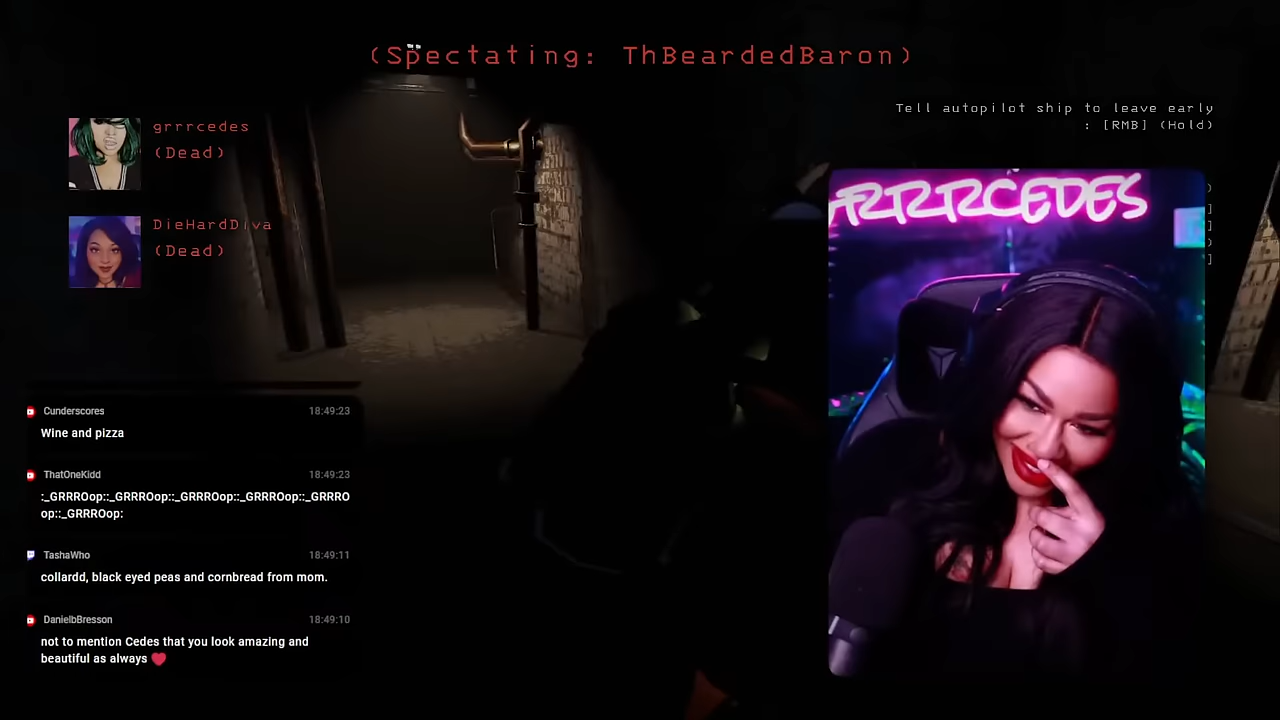 (Spectating: ThBeardedBaron)
Tell autopilot ship to leave early
: [RMB] (Hold)
grrrcedes
(Dead)
DieHardDiva
(Dead)
RRRCEDES
Cunderscores 18:49:23
Wine and pizza
ThatOneKidd 18:49:23
:_GRRROop::_GRRROop::_GRRROop::_GRRROop::_GRRRO
op::_GRRROop:
TashaWho 18:49:11
collardd, black eyed peas and cornbread from mom.
DanielbBresson 18:49:10
not to mention Cedes that you look amazing and
beautiful as always ❤